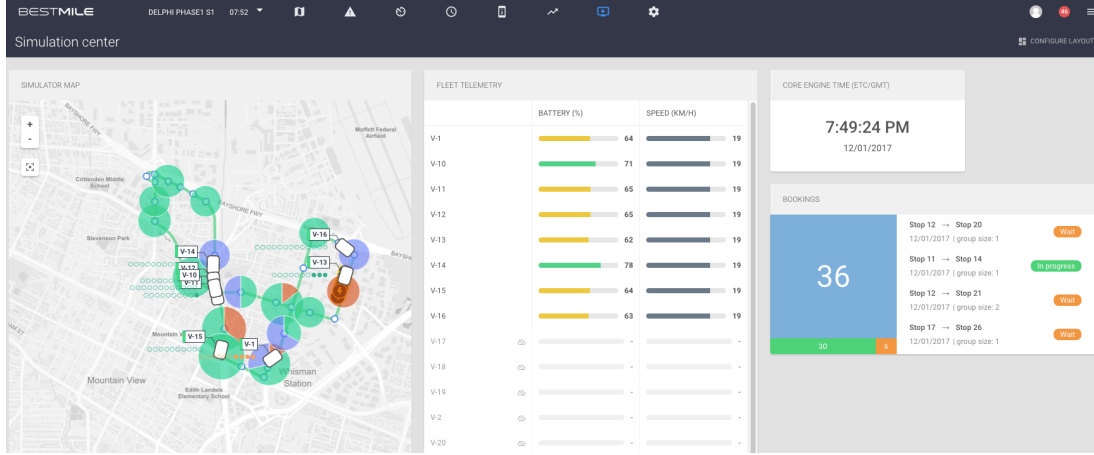 BESTMILE
DELPHI PHASE1 S1 07:52
46
Simulation center
CONFIGURE LAYOUT
SIMULATOR MAP
+
-
BAYSHORE FWY
Moffett Federal
Airfield
Crittenden Middle
School
BAYSHORE FWY
Stevenson Park
V-16
V-14
V-13
V-12
V-10
V-11
V-15
V-1
Mountain View
Whisman
Station
Edith Landels
Elementary School
FLEET TELEMETRY
BATTERY (%) SPEED (KM/H)
V-1 64 19
V-10 71 19
V-11 65 19
V-12 65 19
V-13 62 19
V-14 78 19
V-15 64 19
V-16 63 19
V-17 - -
V-18 - -
V-19 - -
V-2 - -
V-20 - -
CORE ENGINE TIME (ETC/GMT)
7:49:24 PM
12/01/2017
BOOKINGS
36
30 6
Stop 12 → Stop 20
12/01/2017 | group size: 1
Wait
Stop 11 → Stop 14
12/01/2017 | group size: 1
In progress
Stop 12 → Stop 21
12/01/2017 | group size: 2
Wait
Stop 17 → Stop 26
12/01/2017 | group size: 1
Wait